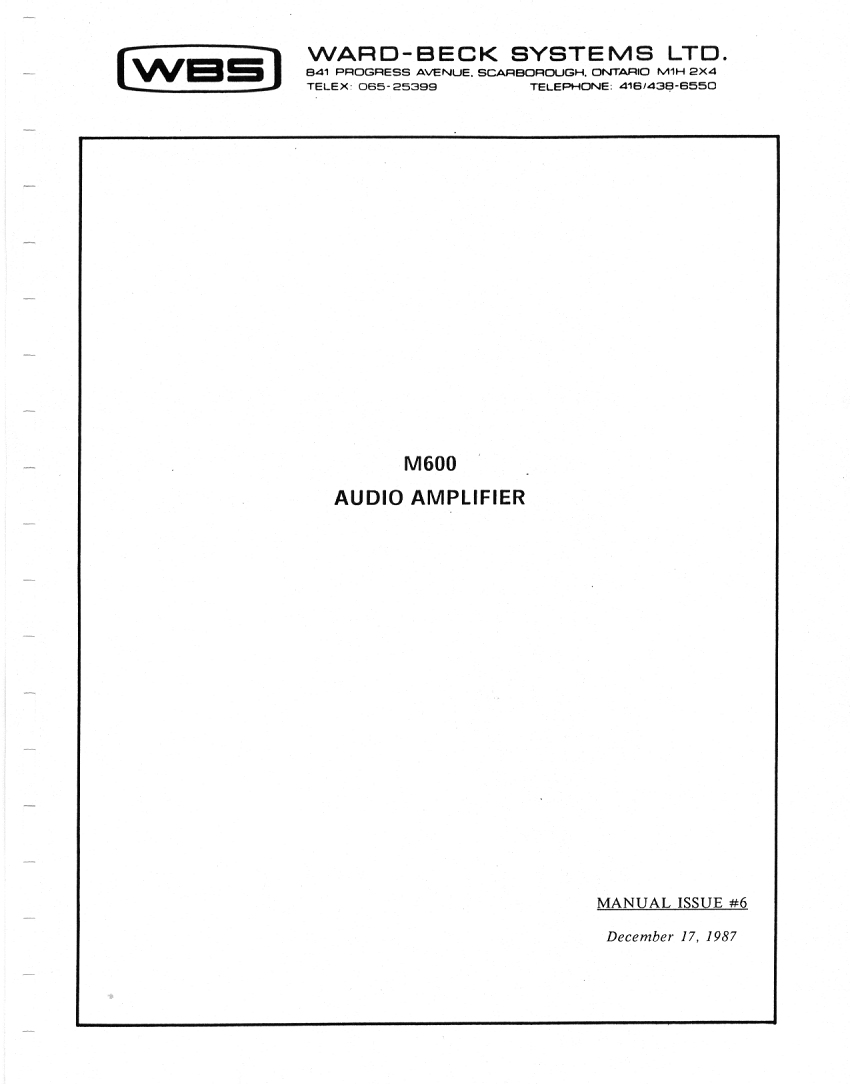 WBS
WARD-BECK SYSTEMS LTD.
841 PROGRESS AVENUE, SCARBOROUGH, ONTARIO M1H 2X4
TELEX: 065-25399 TELEPHONE: 416/438-6550
M600
AUDIO AMPLIFIER
MANUAL ISSUE #6
December 17, 1987